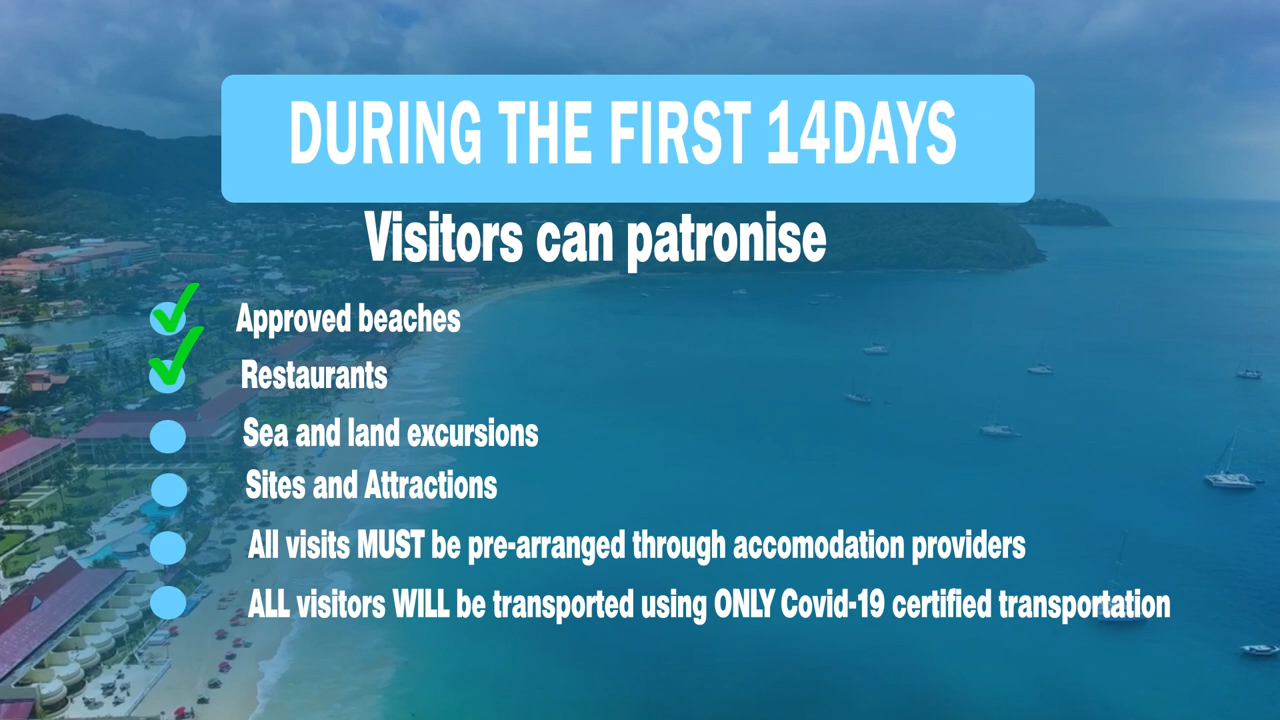 DURING THE FIRST 14DAYS
Visitors can patronise
Approved beaches
Restaurants
Sea and land excursions
Sites and Attractions
All visits MUST be pre-arranged through accomodation providers
ALL visitors WILL be transported using ONLY Covid-19 certified transportation